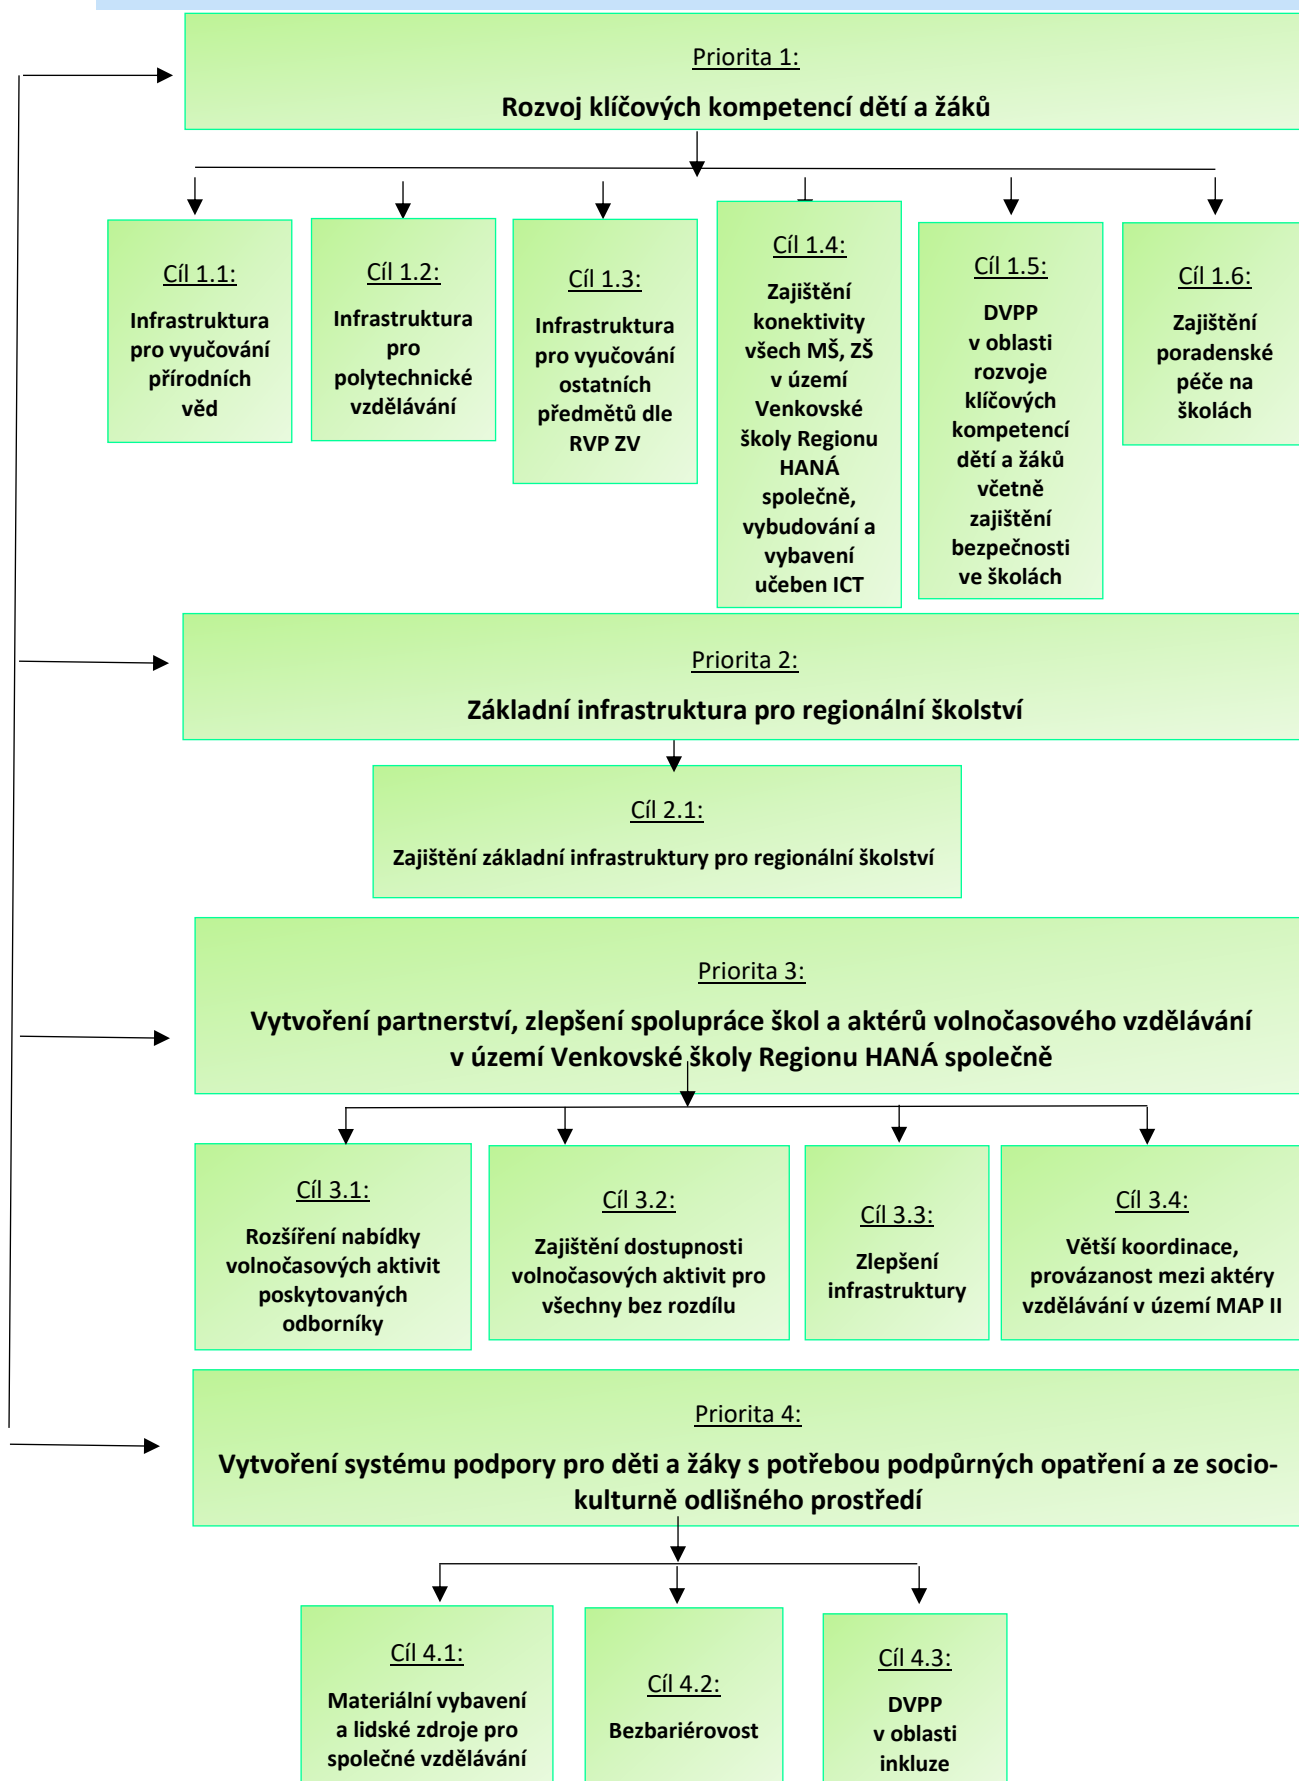 Priorita 1:
Rozvoj klíčových kompetencí dětí a žáků
Cíl 1.1:
Infrastruktura
pro vyučování
přírodních
věd
Cíl 1.2:
Infrastruktura
pro
polytechnické
vzdělávání
Cíl 1.3:
Infrastruktura
pro vyučování
ostatních
předmětů dle
RVP ZV
Cíl 1.4:
Zajištění
konektivity
všech MŠ, ZŠ
v území
Venkovské
školy Regionu
HANÁ
společně,
vybudování a
vybavení
učeben ICT
Cíl 1.5:
DVPP
v oblasti
rozvoje
klíčových
kompetencí
dětí a žáků
včetně
zajištění
bezpečnosti
ve školách
Cíl 1.6:
Zajištění
poradenské
péče na
školách
Priorita 2:
Základní infrastruktura pro regionální školství
Cíl 2.1:
Zajištění základní infrastruktury pro regionální školství
Priorita 3:
Vytvoření partnerství, zlepšení spolupráce škol a aktérů volnočasového vzdělávání
v území Venkovské školy Regionu HANÁ společně
Cíl 3.1:
Rozšíření nabídky
volnočasových aktivit
poskytovaných
odborníky
Cíl 3.2:
Zajištění dostupnosti
volnočasových aktivit pro
všechny bez rozdílu
Cíl 3.3:
Zlepšení
infrastruktury
Cíl 3.4:
Větší koordinace,
provázanost mezi aktéry
vzdělávání v území MAP II
Priorita 4:
Vytvoření systému podpory pro děti a žáky s potřebou podpůrných opatření a ze socio-
kulturně odlišného prostředí
Cíl 4.1:
Materiální vybavení
a lidské zdroje pro
společné vzdělávání
Cíl 4.2:
Bezbariérovost
Cíl 4.3:
DVPP
v oblasti
inkluze